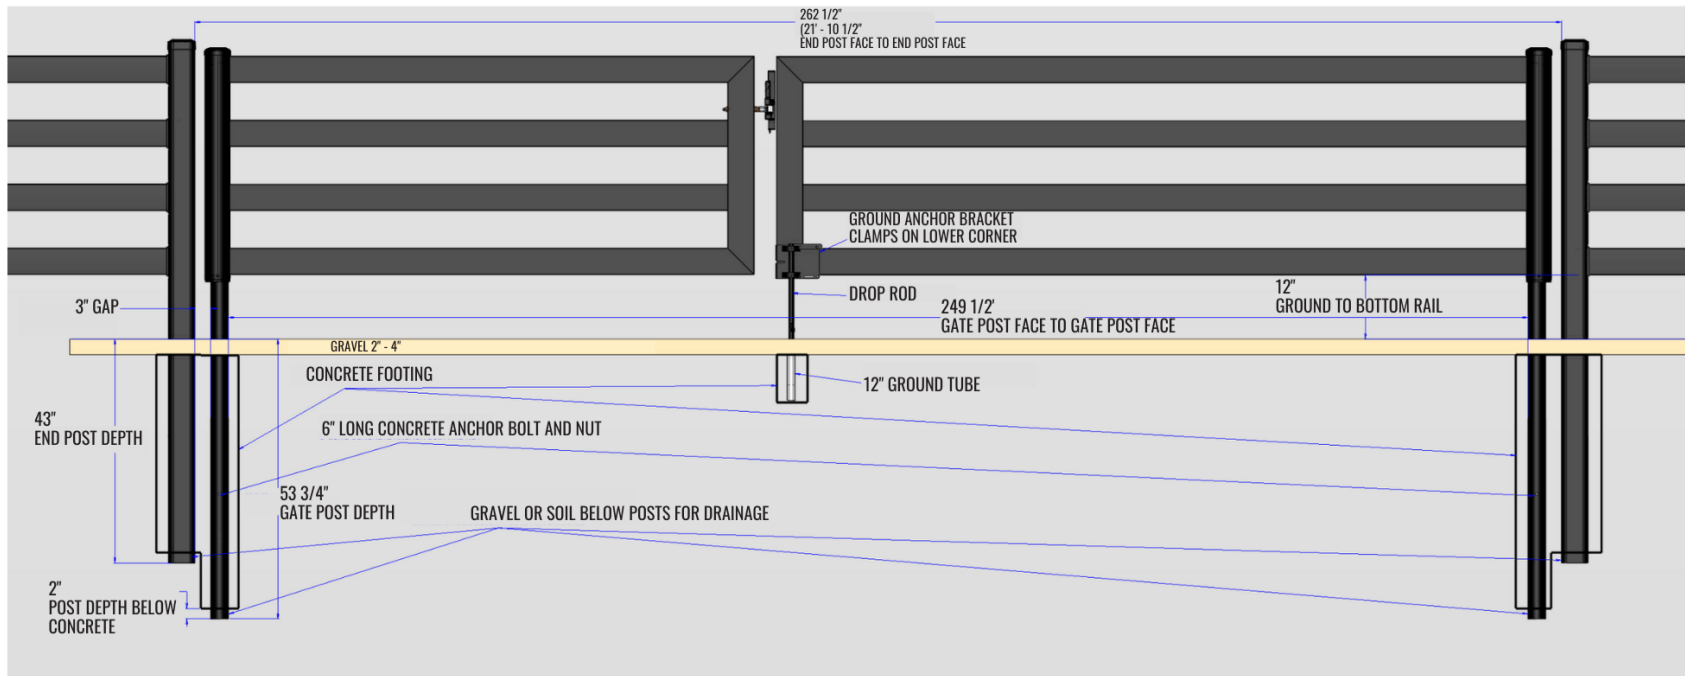 262 1/2"
(21' - 10 1/2"
END POST FACE TO END POST FACE
GROUND ANCHOR BRACKET
CLAMPS ON LOWER CORNER
3" GAP
DROP ROD
249 1/2'
GATE POST FACE TO GATE POST FACE
12"
GROUND TO BOTTOM RAIL
GRAVEL 2" - 4"
CONCRETE FOOTING
12" GROUND TUBE
43"
END POST DEPTH
6" LONG CONCRETE ANCHOR BOLT AND NUT
53 3/4"
GATE POST DEPTH
GRAVEL OR SOIL BELOW POSTS FOR DRAINAGE
2"
POST DEPTH BELOW
CONCRETE